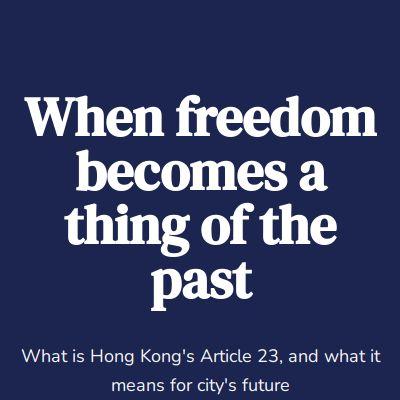 When freedom
becomes a
thing of the
past
What is Hong Kong's Article 23, and what it
means for city's future